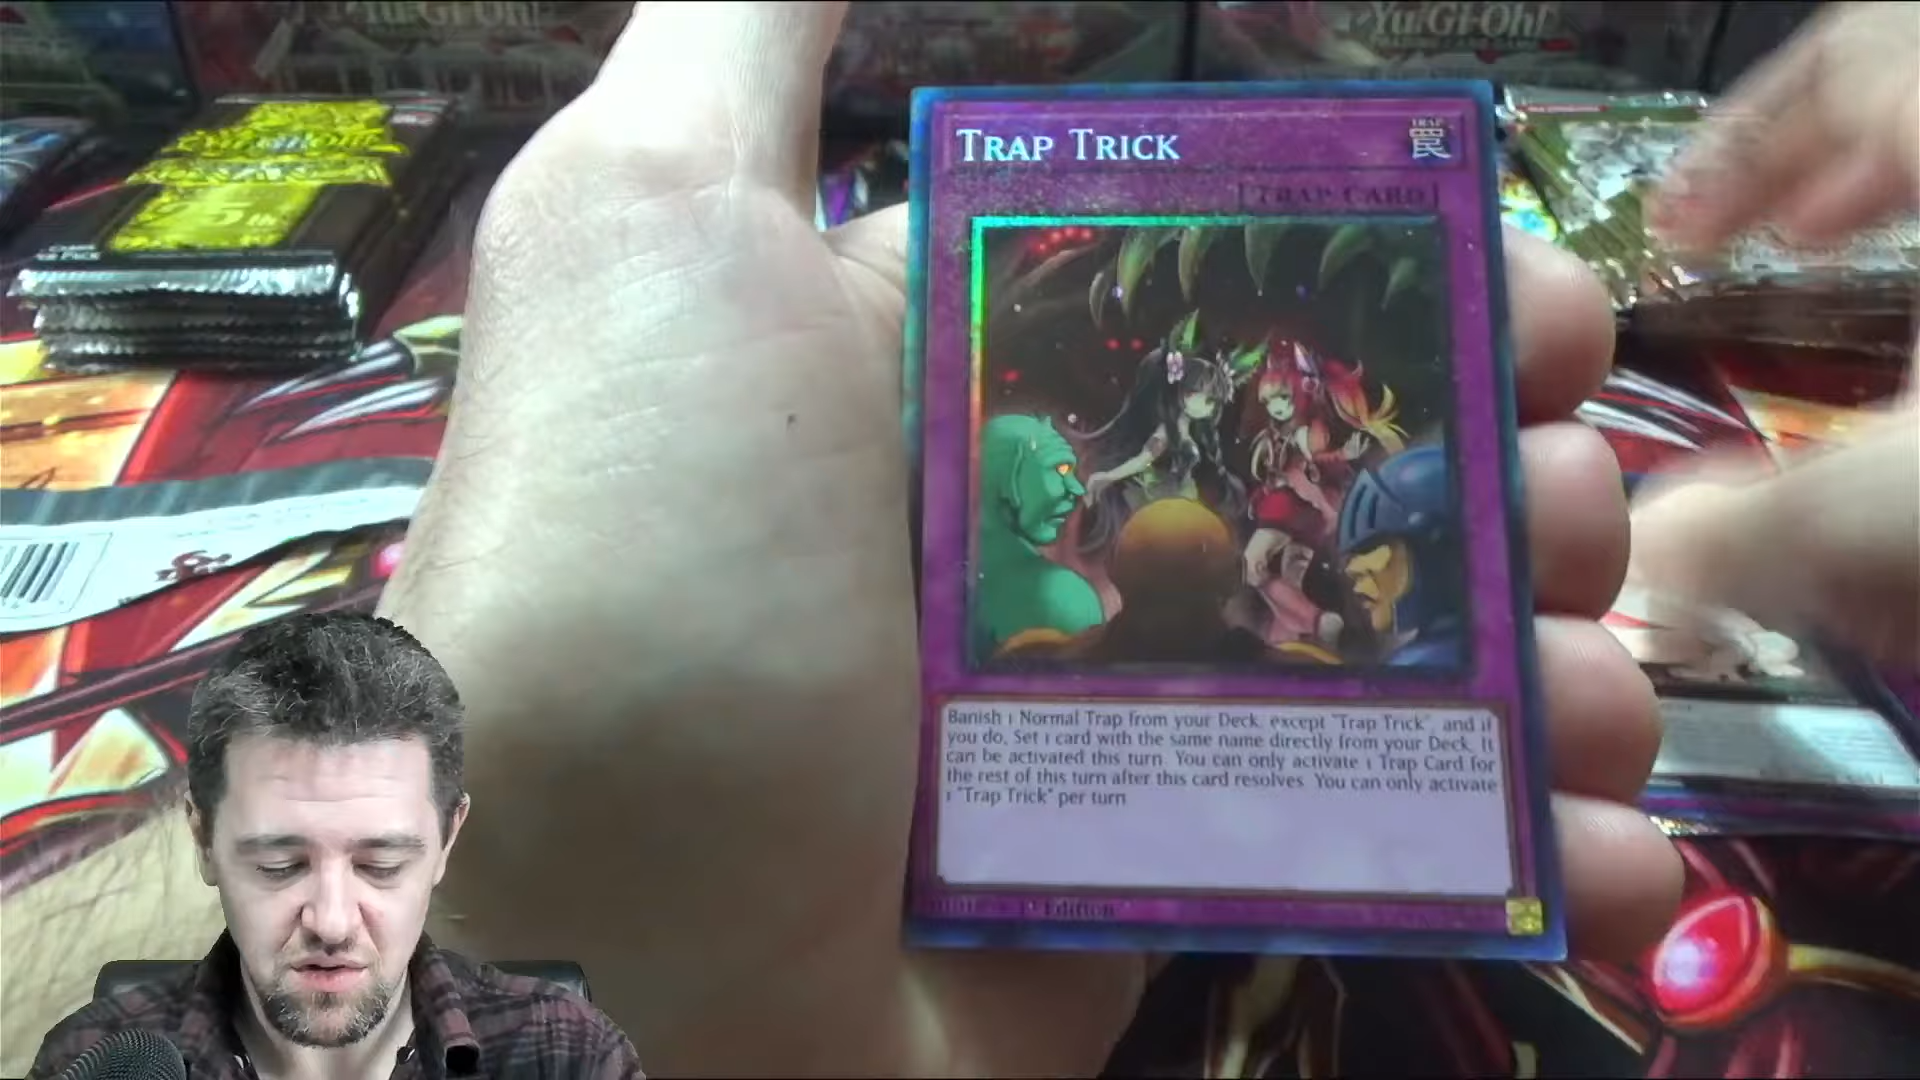 Yu-Gi-Oh!
Yu-Gi-Oh!
25th
TRAP TRICK
TRAP
罠
[TRAP CARD]
Banish 1 Normal Trap from your Deck, except "Trap Trick", and if
you do, Set 1 card with the same name directly from your Deck. It
can be activated this turn. You can only activate 1 Trap Card for
the rest of this turn after this card resolves. You can only activate
1 "Trap Trick" per turn.
1st Edition